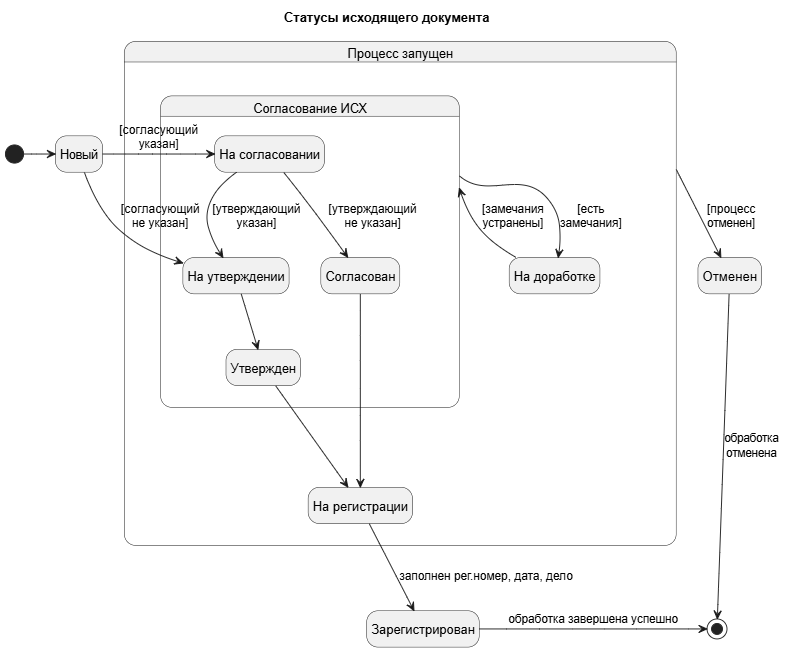 Статусы исходящего документа
Процесс запущен
Согласование ИСХ
[согласующий
указан]
Новый
На согласовании
[согласующий
не указан]
[утверждающий
указан]
[утверждающий
не указан]
[замечания
устранены]
[есть
замечания]
[процесс
отменен]
На утверждении
Согласован
На доработке
Отменен
Утвержден
обработка
отменена
На регистрации
заполнен рег.номер, дата, дело
Зарегистрирован
обработка завершена успешно